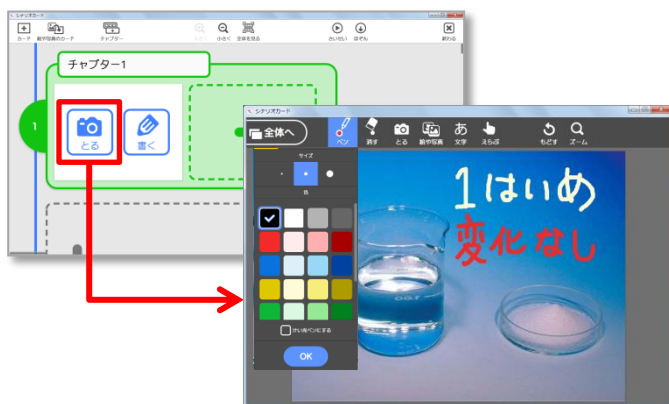 シナリオカード
カード
絵や写真のカード
チャプター
大きく
小さく
全体を見る
さいせい
ほぞん
終わる
チャプター1
1
とる
書く
シナリオカード
全体へ
ペン
消す
とる
絵や写真
文字
えらぶ
もどす
ズーム
サイズ
色
けい光ペンにする
OK
1はいめ
変化なし